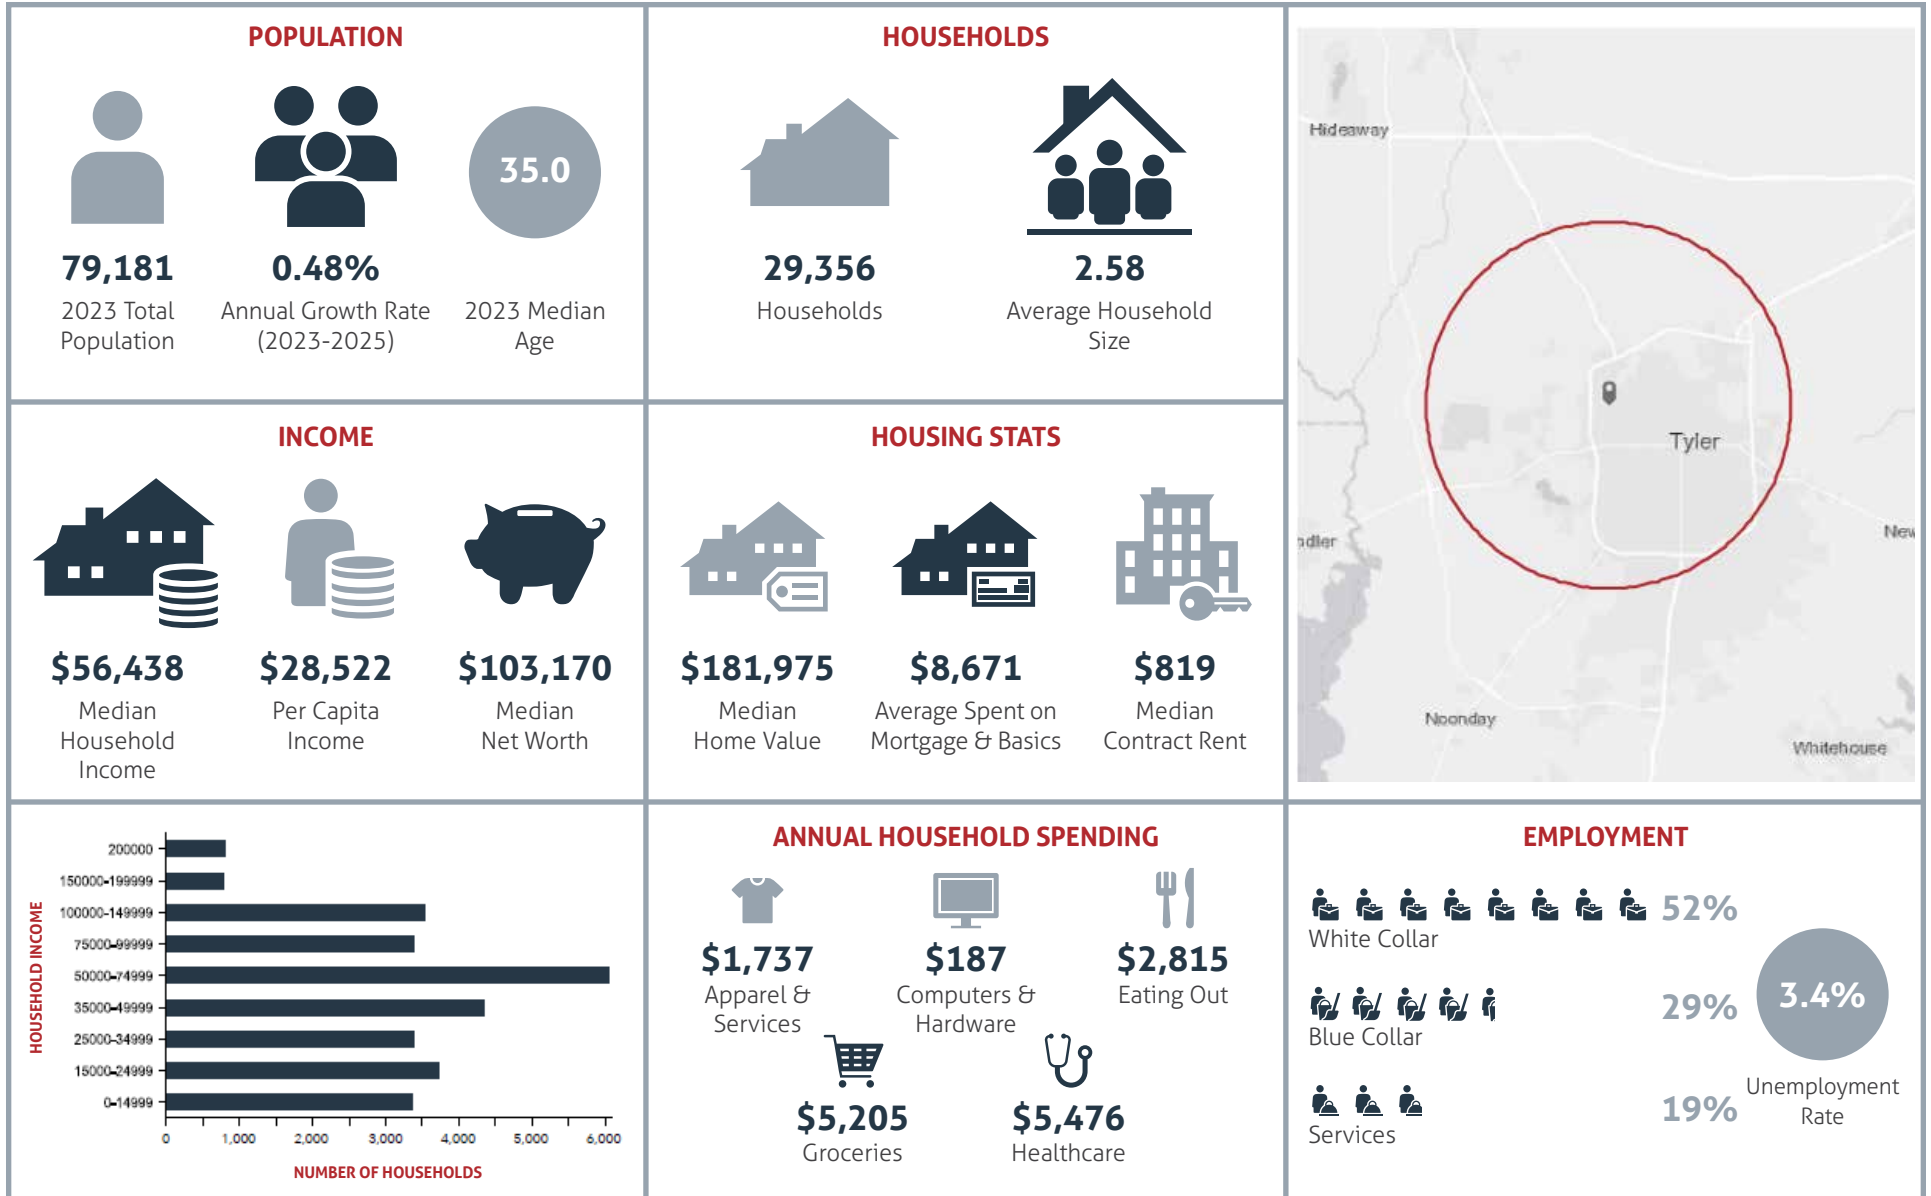 POPULATION
35.0
79,181
2023 Total
Population
0.48%
Annual Growth Rate
(2023-2025)
2023 Median
Age
HOUSEHOLDS
29,356
Households
2.58
Average Household
Size
Hideaway
Tyler
ndler
New
Noonday
Whitehouse
INCOME
$56,438
Median
Household
Income
$28,522
Per Capita
Income
$103,170
Median
Net Worth
HOUSING STATS
$181,975
Median
Home Value
$8,671
Average Spent on
Mortgage & Basics
$819
Median
Contract Rent
HOUSEHOLD INCOME
200000
150000-199999
100000-149999
75000-99999
50000-74999
35000-49999
25000-34999
15000-24999
0-14999
0 1,000 2,000 3,000 4,000 5,000 6,000
NUMBER OF HOUSEHOLDS
ANNUAL HOUSEHOLD SPENDING
$1,737
Apparel &
Services
$187
Computers &
Hardware
$2,815
Eating Out
$5,205
Groceries
$5,476
Healthcare
EMPLOYMENT
52%
White Collar
29%
Blue Collar
19%
Services
3.4%
Unemployment
Rate